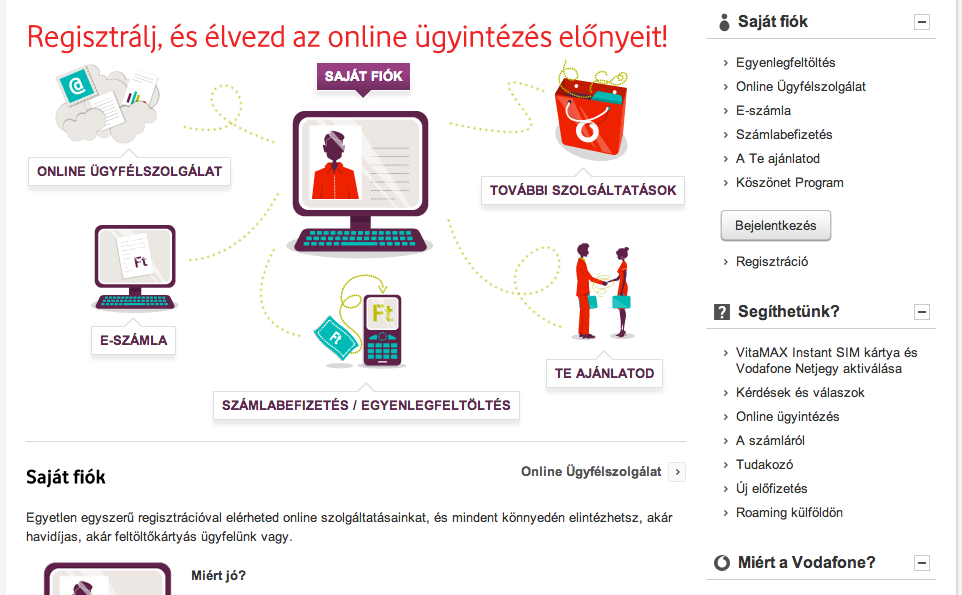 Regisztrálj, és élvezd az online ügyintézés előnyeit!
SAJÁT FIÓK
@
ONLINE ÜGYFÉLSZOLGÁLAT
TOVÁBBI SZOLGÁLTATÁSOK
Ft
E-SZÁMLA
Ft
Ft
SZÁMLABEFIZETÉS / EGYENLEGFELTÖLTÉS
TE AJÁNLATOD
Saját fiók
Online Ügyfélszolgálat
Egyetlen egyszerű regisztrációval elérheted online szolgáltatásainkat, és mindent könnyedén elintézhetsz, akár
havidíjas, akár feltöltőkártyás ügyfelünk vagy.
Miért jó?
Saját fiók
Egyenlegfeltöltés
Online Ügyfélszolgálat
E-számla
Számlabefizetés
A Te ajánlatod
Köszönet Program
Bejelentkezés
Regisztráció
? Segíthetünk?
VitaMAX Instant SIM kártya és
Vodafone Netjegy aktiválása
Kérdések és válaszok
Online ügyintézés
A számláról
Tudakozó
Új előfizetés
Roaming külföldön
Miért a Vodafone?